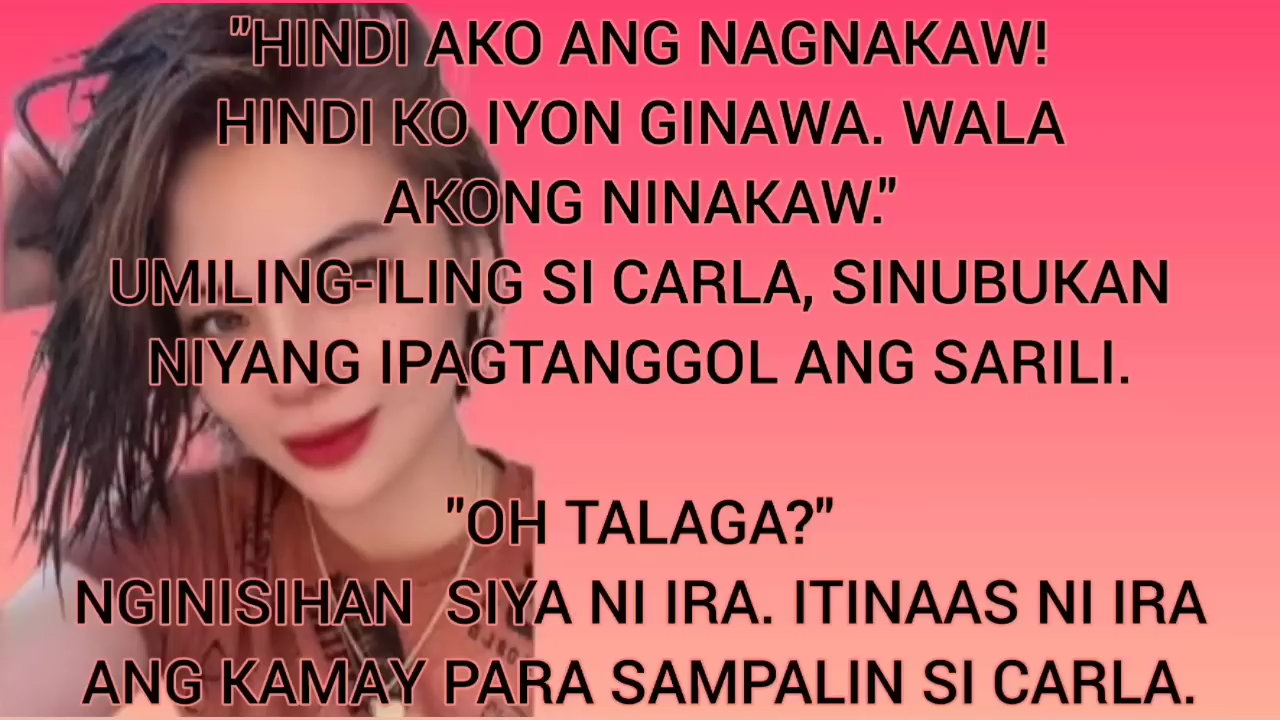 "HINDI AKO ANG NAGNAKAW!
HINDI KO IYON GINAWA. WALA
AKONG NINAKAW."
UMILING-ILING SI CARLA, SINUBUKAN
NIYANG IPAGTANGGOL ANG SARILI.
"OH TALAGA?"
NGINISIHAN SIYA NI IRA. ITINAAS NI IRA
ANG KAMAY PARA SAMPALIN SI CARLA.